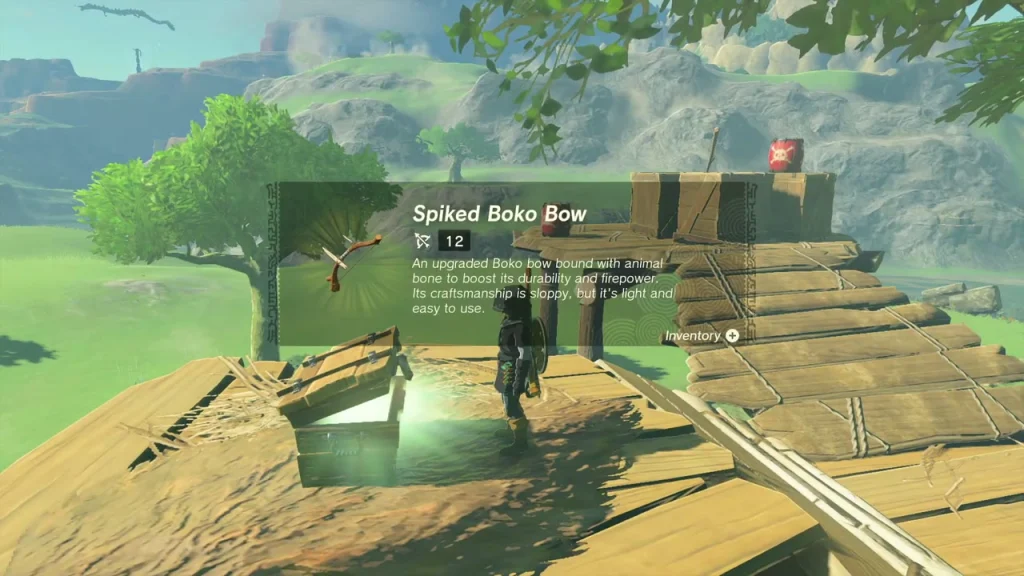 Spiked Boko Bow
12
An upgraded Boko bow bound with animal
bone to boost its durability and firepower.
Its craftsmanship is sloppy, but it's light and
easy to use.
Inventory